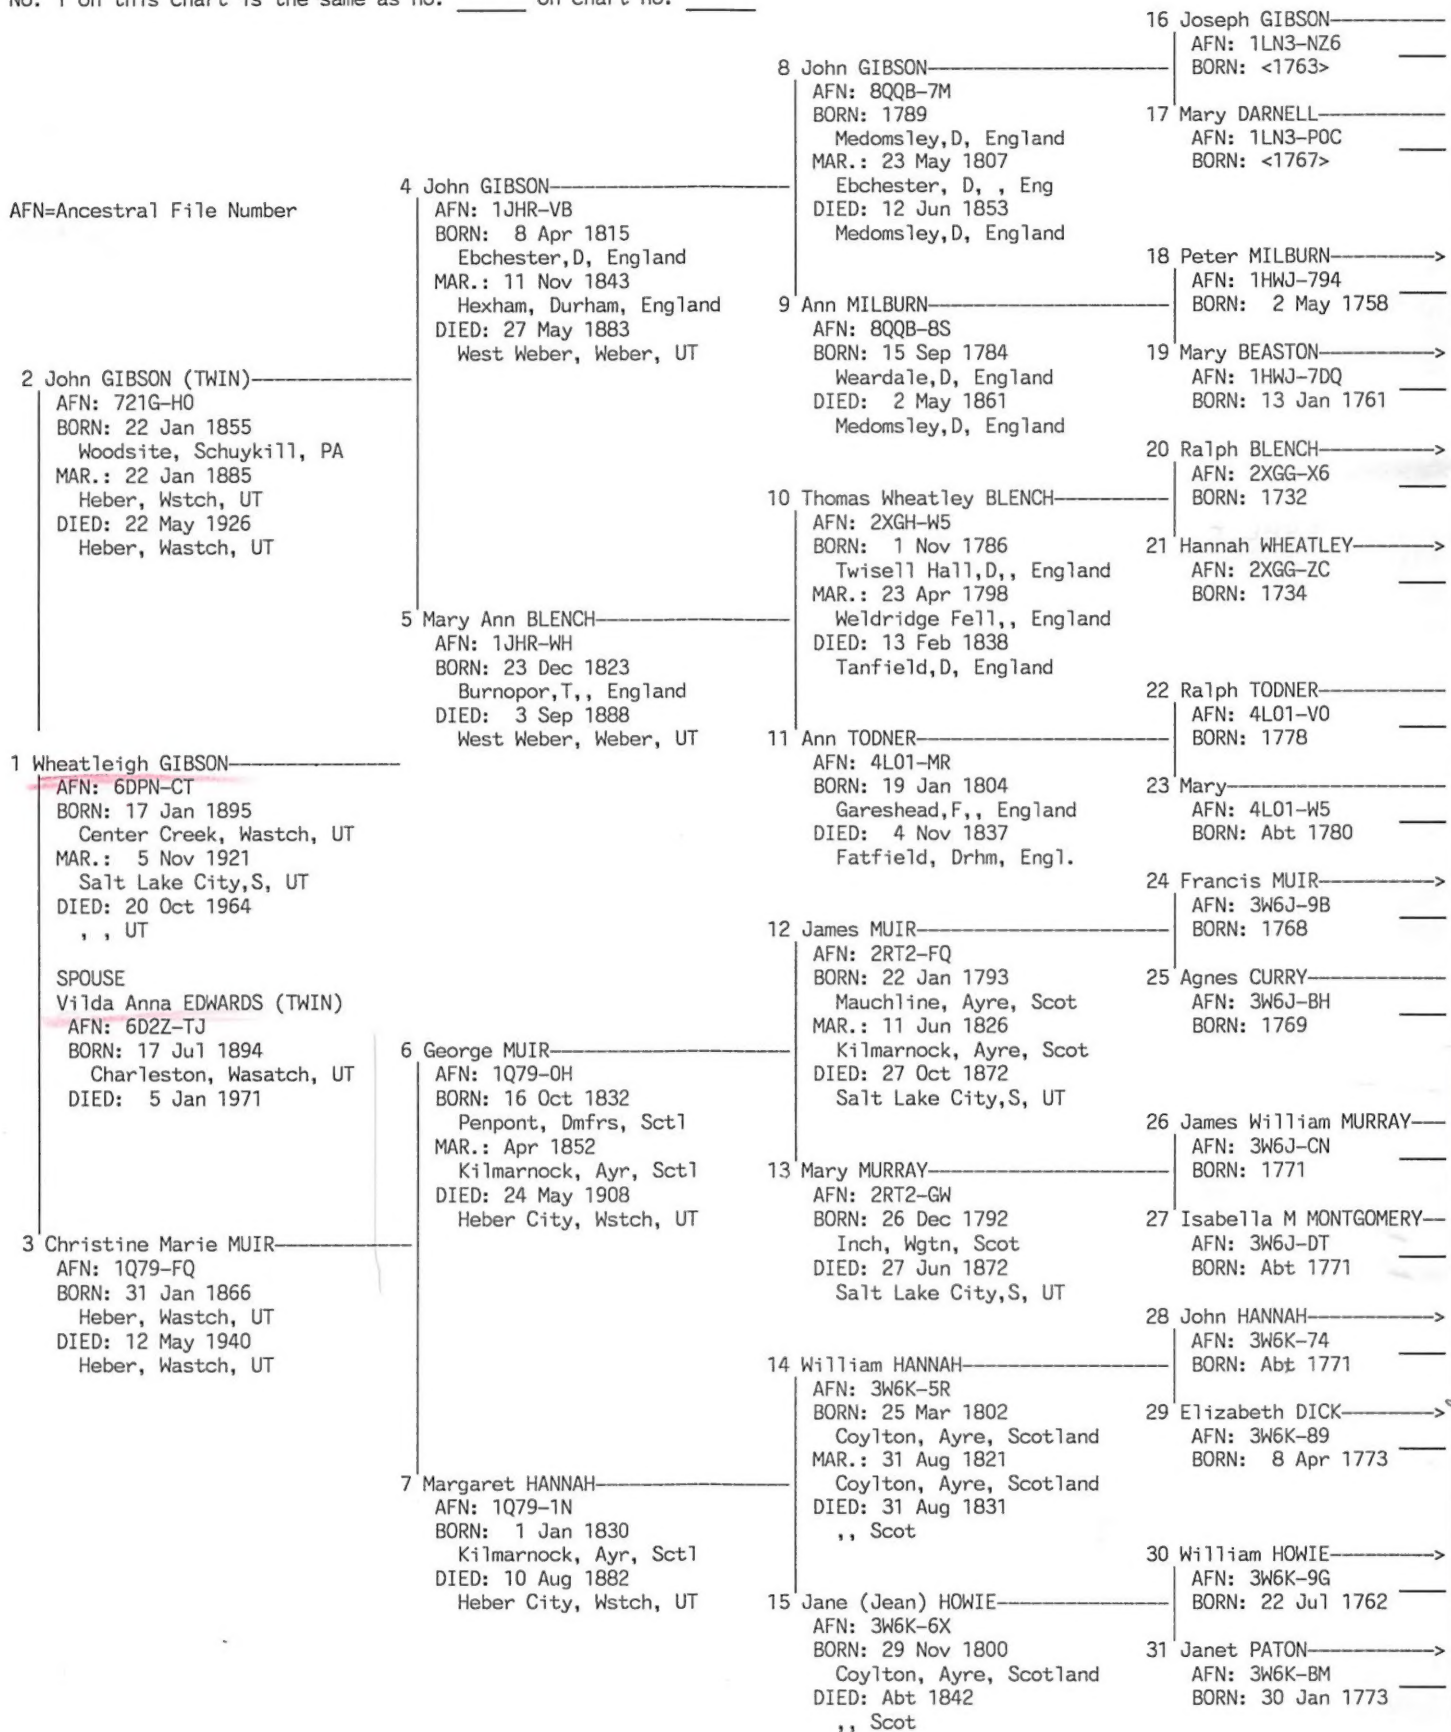 No. 1 on this chart is the same as no. ______ on chart no. ______
AFN=Ancestral File Number
1 Wheatleigh GIBSON
AFN: 6DPN-CT
BORN: 17 Jan 1895
Center Creek, Wastch, UT
MAR.: 5 Nov 1921
Salt Lake City,S, UT
DIED: 20 Oct 1964
, , UT
SPOUSE
Vilda Anna EDWARDS (TWIN)
AFN: 6D2Z-TJ
BORN: 17 Jul 1894
Charleston, Wasatch, UT
DIED: 5 Jan 1971
2 John GIBSON (TWIN)
AFN: 721G-H0
BORN: 22 Jan 1855
Woodsite, Schuykill, PA
MAR.: 22 Jan 1885
Heber, Wstch, UT
DIED: 22 May 1926
Heber, Wastch, UT
3 Christine Marie MUIR
AFN: 1Q79-FQ
BORN: 31 Jan 1866
Heber, Wastch, UT
DIED: 12 May 1940
Heber, Wastch, UT
4 John GIBSON
AFN: 1JHR-VB
BORN: 8 Apr 1815
Ebchester,D, England
MAR.: 11 Nov 1843
Hexham, Durham, England
DIED: 27 May 1883
West Weber, Weber, UT
5 Mary Ann BLENCH
AFN: 1JHR-WH
BORN: 23 Dec 1823
Burnopor,T,, England
DIED: 3 Sep 1888
West Weber, Weber, UT
6 George MUIR
AFN: 1Q79-0H
BORN: 16 Oct 1832
Penpont, Dmfrs, Sctl
MAR.: Apr 1852
Kilmarnock, Ayr, Sctl
DIED: 24 May 1908
Heber City, Wstch, UT
7 Margaret HANNAH
AFN: 1Q79-1N
BORN: 1 Jan 1830
Kilmarnock, Ayr, Sctl
DIED: 10 Aug 1882
Heber City, Wstch, UT
8 John GIBSON
AFN: 8QQB-7M
BORN: 1789
Medomsley,D, England
MAR.: 23 May 1807
Ebchester, D, , Eng
DIED: 12 Jun 1853
Medomsley,D, England
9 Ann MILBURN
AFN: 8QQB-8S
BORN: 15 Sep 1784
Weardale,D, England
DIED: 2 May 1861
Medomsley,D, England
10 Thomas Wheatley BLENCH
AFN: 2XGH-W5
BORN: 1 Nov 1786
Twisell Hall,D,, England
MAR.: 23 Apr 1798
Weldridge Fell,, England
DIED: 13 Feb 1838
Tanfield,D, England
11 Ann TODNER
AFN: 4L01-MR
BORN: 19 Jan 1804
Gareshead,F,, England
DIED: 4 Nov 1837
Fatfield, Drhm, Engl.
12 James MUIR
AFN: 2RT2-FQ
BORN: 22 Jan 1793
Mauchline, Ayre, Scot
MAR.: 11 Jun 1826
Kilmarnock, Ayre, Scot
DIED: 27 Oct 1872
Salt Lake City,S, UT
13 Mary MURRAY
AFN: 2RT2-GW
BORN: 26 Dec 1792
Inch, Wgtn, Scot
DIED: 27 Jun 1872
Salt Lake City,S, UT
14 William HANNAH
AFN: 3W6K-5R
BORN: 25 Mar 1802
Coylton, Ayre, Scotland
MAR.: 31 Aug 1821
Coylton, Ayre, Scotland
DIED: 31 Aug 1831
,, Scot
15 Jane (Jean) HOWIE
AFN: 3W6K-6X
BORN: 29 Nov 1800
Coylton, Ayre, Scotland
DIED: Abt 1842
,, Scot
16 Joseph GIBSON
AFN: 1LN3-NZ6
BORN: <1763>
17 Mary DARNELL
AFN: 1LN3-P0C
BORN: <1767>
18 Peter MILBURN
AFN: 1HWJ-794
BORN: 2 May 1758
19 Mary BEASTON
AFN: 1HWJ-7DQ
BORN: 13 Jan 1761
20 Ralph BLENCH
AFN: 2XGG-X6
BORN: 1732
21 Hannah WHEATLEY
AFN: 2XGG-ZC
BORN: 1734
22 Ralph TODNER
AFN: 4L01-V0
BORN: 1778
23 Mary
AFN: 4L01-W5
BORN: Abt 1780
24 Francis MUIR
AFN: 3W6J-9B
BORN: 1768
25 Agnes CURRY
AFN: 3W6J-BH
BORN: 1769
26 James William MURRAY
AFN: 3W6J-CN
BORN: 1771
27 Isabella M MONTGOMERY
AFN: 3W6J-DT
BORN: Abt 1771
28 John HANNAH
AFN: 3W6K-74
BORN: Abt 1771
29 Elizabeth DICK
AFN: 3W6K-89
BORN: 8 Apr 1773
30 William HOWIE
AFN: 3W6K-9G
BORN: 22 Jul 1762
31 Janet PATON
AFN: 3W6K-BM
BORN: 30 Jan 1773